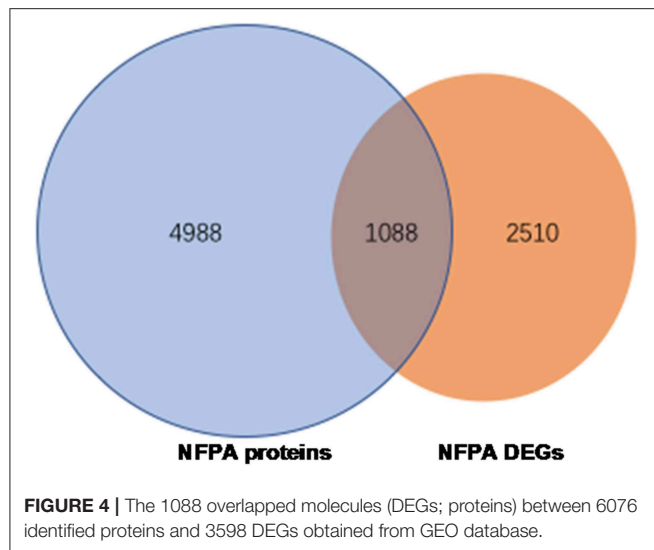 4988
1088
2510
NFPA proteins
NFPA DEGs
FIGURE 4 | The 1088 overlapped molecules (DEGs; proteins) between 6076
identified proteins and 3598 DEGs obtained from GEO database.